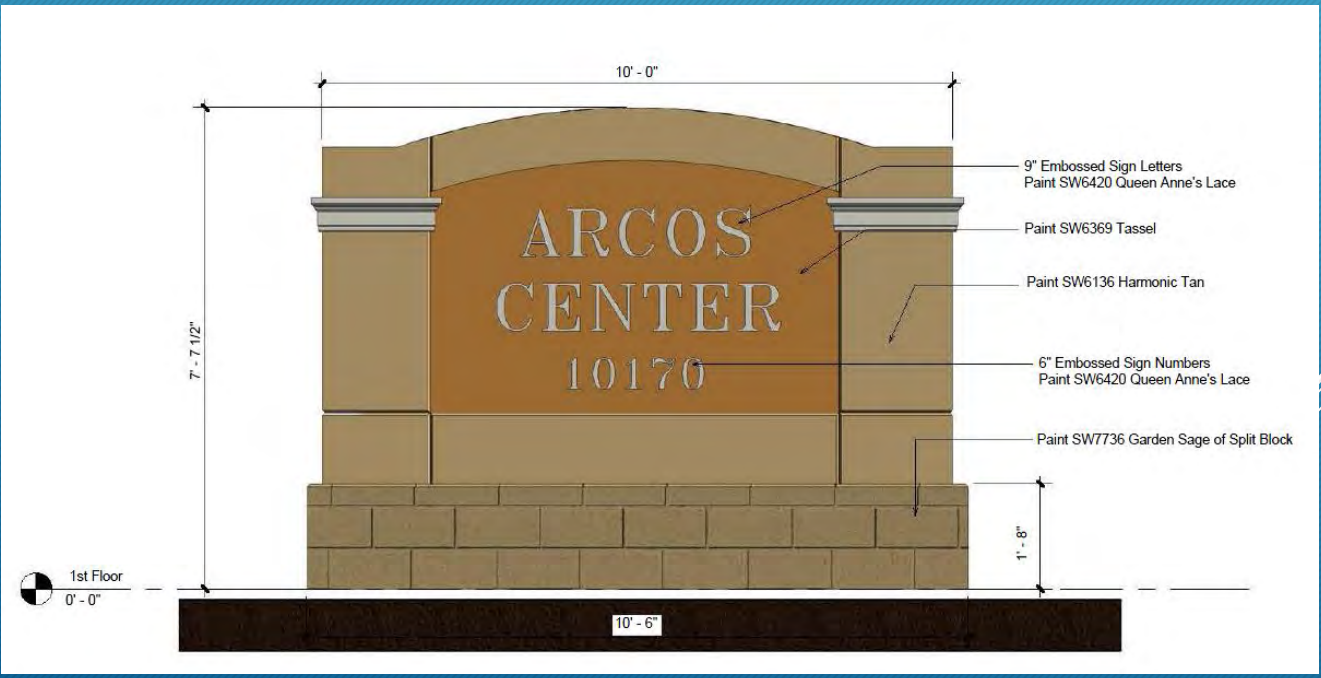 10' - 0"
9" Embossed Sign Letters
Paint SW6420 Queen Anne's Lace
ARCOS
Paint SW6369 Tassel
CENTER
Paint SW6136 Harmonic Tan
7' - 7 1/2"
10170
6" Embossed Sign Numbers
Paint SW6420 Queen Anne's Lace
Paint SW7736 Garden Sage of Split Block
1' - 8"
1st Floor
0' - 0"
10' - 6"